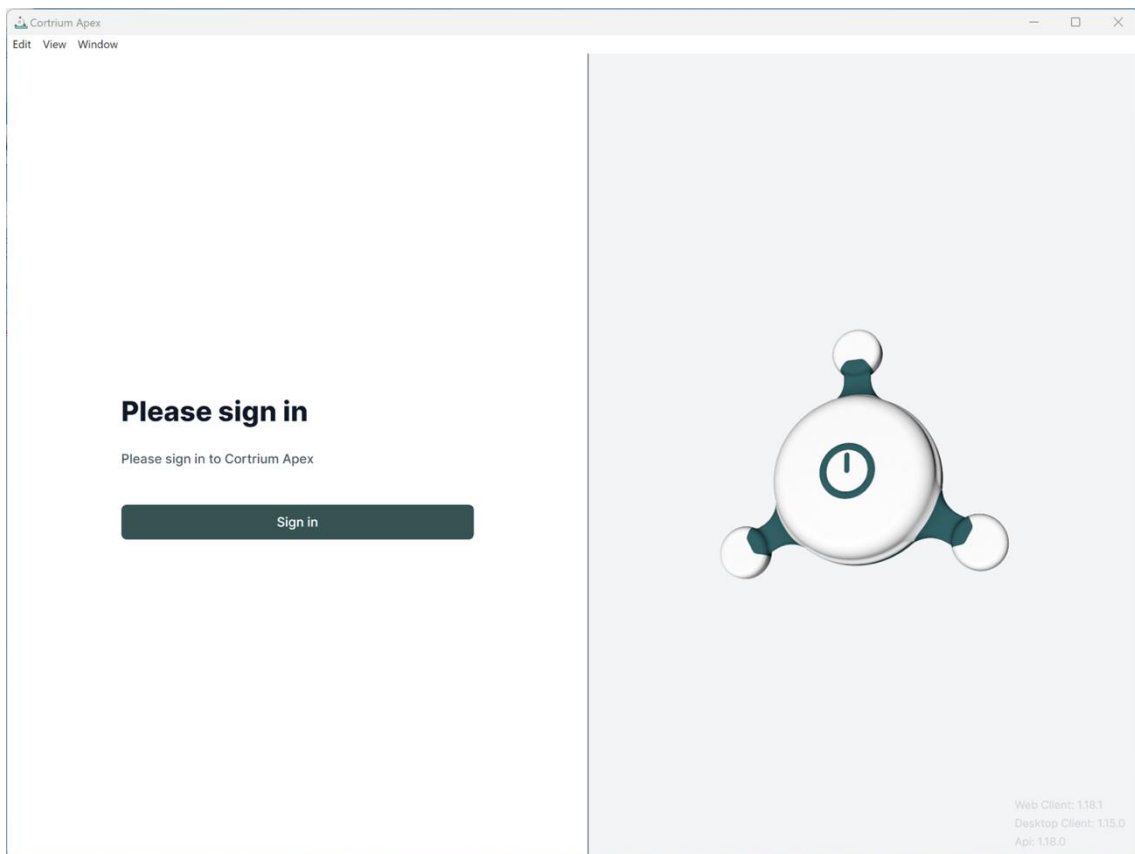 Cortrium Apex
Edit View Window
Please sign in
Please sign in to Cortrium Apex
Sign in
Web Client: 1.18.1
Desktop Client: 1.15.0
Api: 1.18.0